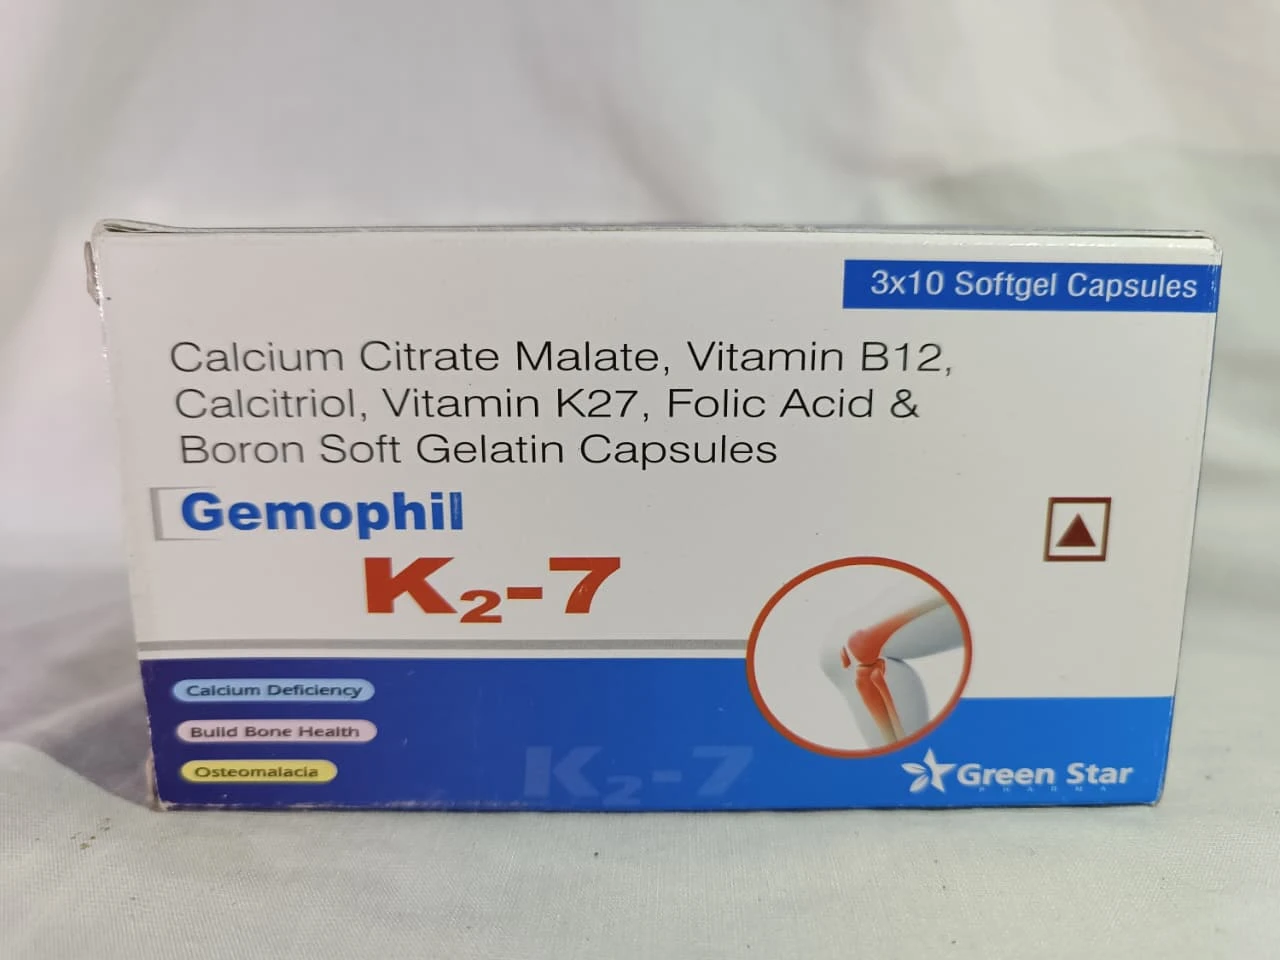 3x10 Softgel Capsules
Calcium Citrate Malate, Vitamin B12,
Calcitriol, Vitamin K27, Folic Acid &
Boron Soft Gelatin Capsules
Gemophil
K₂-7
Calcium Deficiency
Build Bone Health
Osteomalacia
K₂-7
Green Star
PHARMA